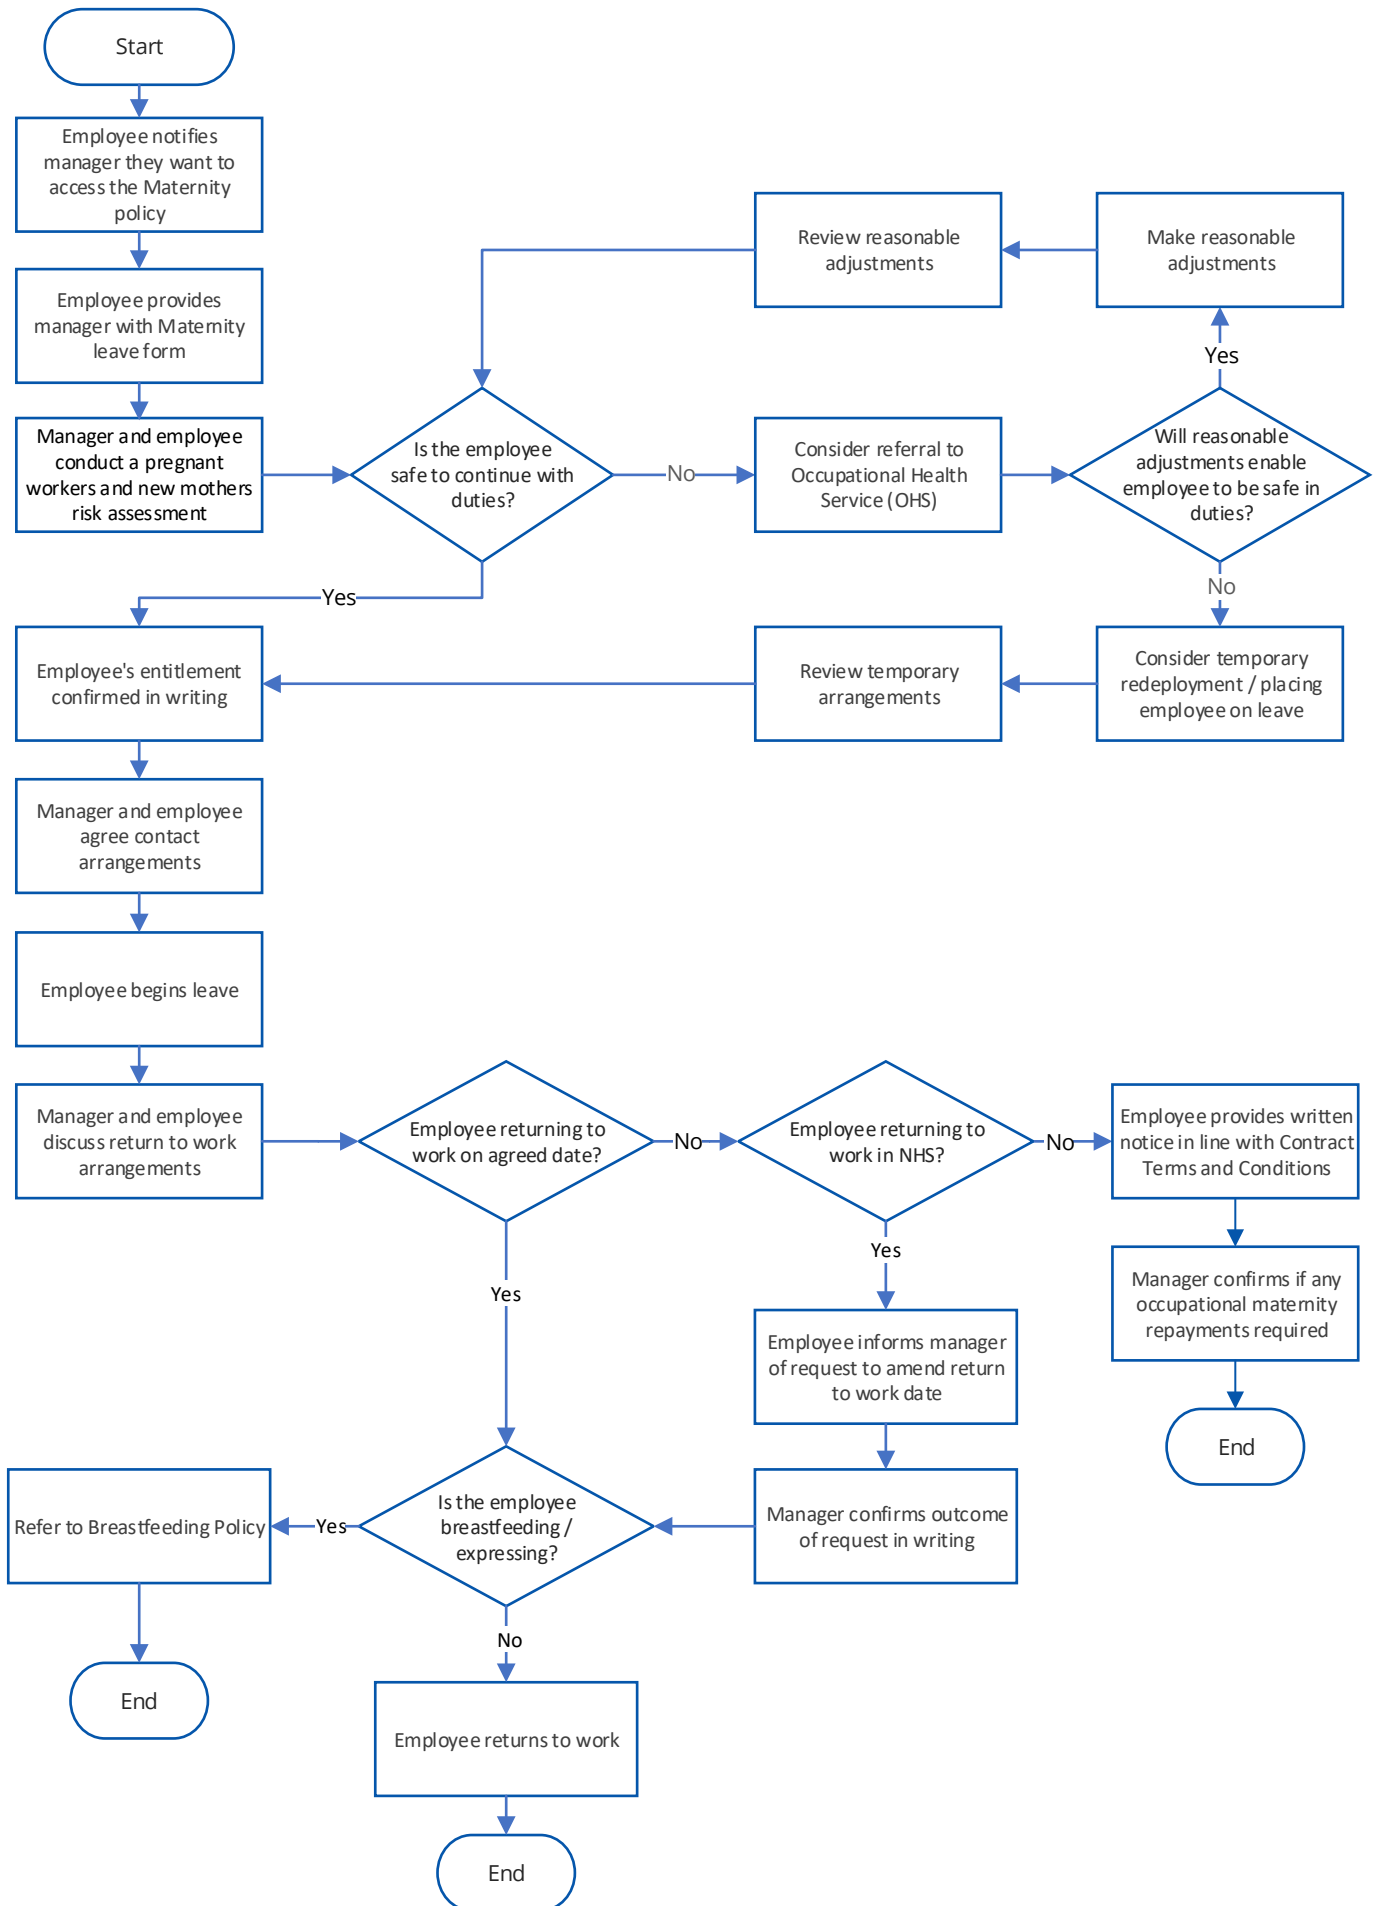 Start
Employee notifies
manager they want to
access the Maternity
policy
Employee provides
manager with Maternity
leave form
Manager and employee
conduct a pregnant
workers and new mothers
risk assessment
Is the employee
safe to continue with
duties?
No
Consider referral to
Occupational Health
Service (OHS)
Will reasonable
adjustments enable
employee to be safe in
duties?
Yes
Make reasonable
adjustments
Review reasonable
adjustments
No
Consider temporary
redeployment / placing
employee on leave
Review temporary
arrangements
Yes
Employee's entitlement
confirmed in writing
Manager and employee
agree contact
arrangements
Employee begins leave
Manager and employee
discuss return to work
arrangements
Employee returning to
work on agreed date?
No
Employee returning to
work in NHS?
No
Employee provides written
notice in line with Contract
Terms and Conditions
Manager confirms if any
occupational maternity
repayments required
End
Yes
Employee informs manager
of request to amend return
to work date
Manager confirms outcome
of request in writing
Yes
Is the employee
breastfeeding /
expressing?
Yes
Refer to Breastfeeding Policy
End
No
Employee returns to work
End